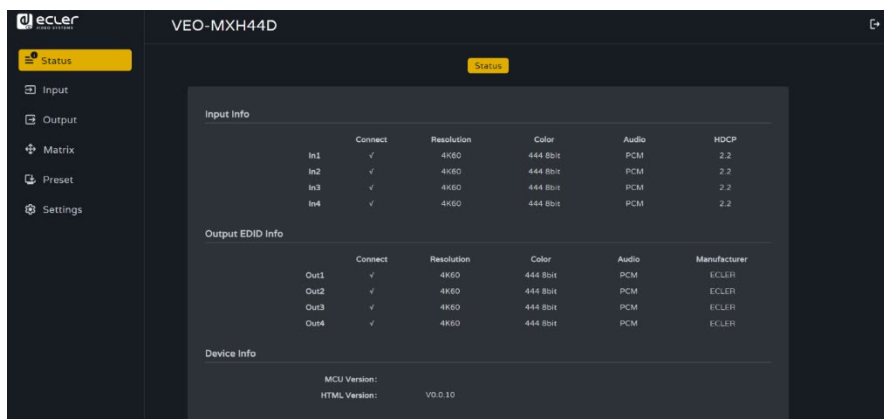 ecler
VIDEO SYSTEMS
VEO-MXH44D
Status
Input
Output
Matrix
Preset
Settings
Status
Input Info
Connect Resolution Color Audio HDCP
In1 √ 4K60 444 8bit PCM 2.2
In2 √ 4K60 444 8bit PCM 2.2
In3 √ 4K60 444 8bit PCM 2.2
In4 √ 4K60 444 8bit PCM 2.2
Output EDID Info
Connect Resolution Color Audio Manufacturer
Out1 √ 4K60 444 8bit PCM ECLER
Out2 √ 4K60 444 8bit PCM ECLER
Out3 √ 4K60 444 8bit PCM ECLER
Out4 √ 4K60 444 8bit PCM ECLER
Device Info
MCU Version:
HTML Version: V0.0.10